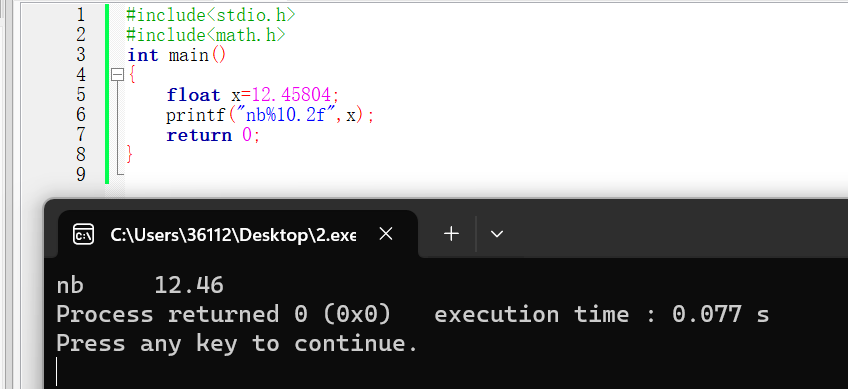 1 #include<stdio.h>
2 #include<math.h>
3 int main()
4 {
5     float x=12.45804;
6     printf("nb%10.2f",x);
7     return 0;
8 }
9
C:\Users\36112\Desktop\2.exe
nb     12.46
Process returned 0 (0x0)   execution time : 0.077 s
Press any key to continue.